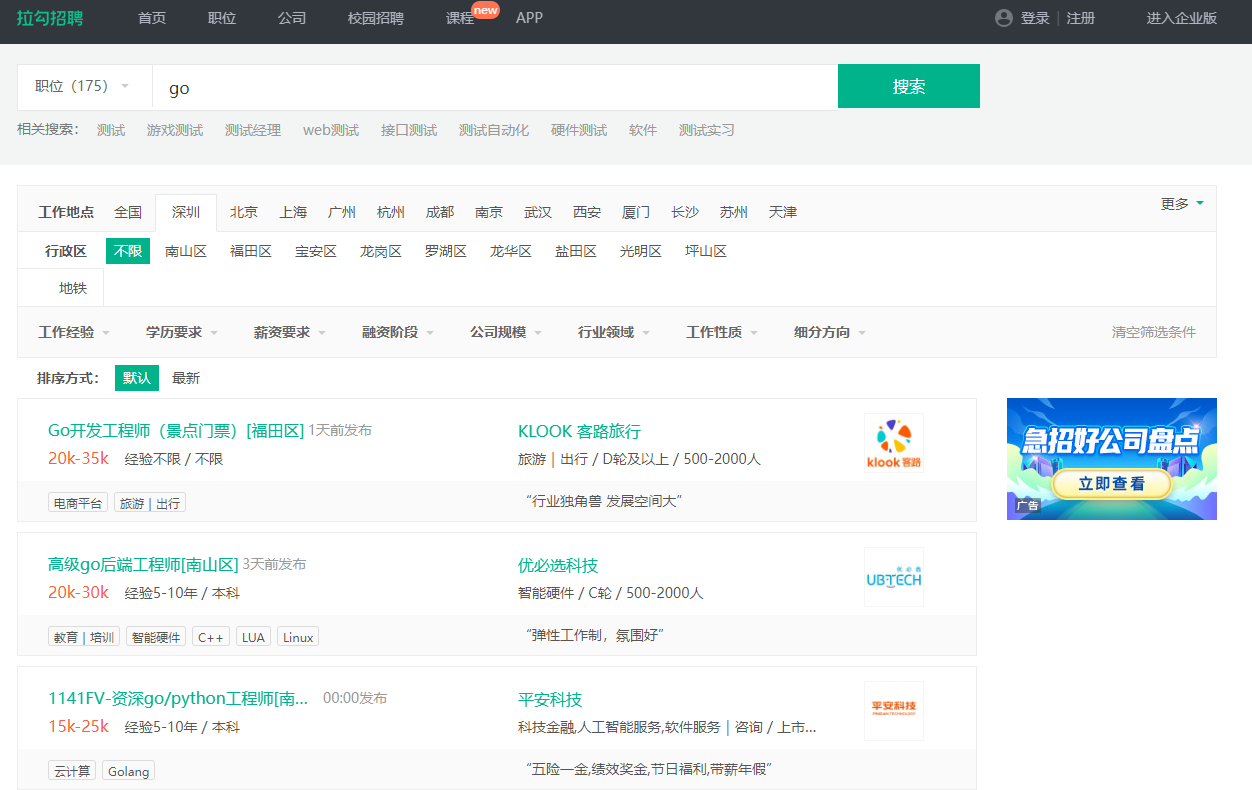 拉勾招聘 首页 职位 公司 校园招聘 课程 new APP 登录 | 注册 进入企业版
职位（175） go 搜索
相关搜索： 测试 游戏测试 测试经理 web测试 接口测试 测试自动化 硬件测试 软件 测试实习
工作地点 全国 深圳 北京 上海 广州 杭州 成都 南京 武汉 西安 厦门 长沙 苏州 天津 更多
行政区 不限 南山区 福田区 宝安区 龙岗区 罗湖区 龙华区 盐田区 光明区 坪山区
地铁
工作经验 学历要求 薪资要求 融资阶段 公司规模 行业领域 工作性质 细分方向 清空筛选条件
排序方式： 默认 最新
Go开发工程师（景点门票）[福田区] 1天前发布 KLOOK 客路旅行
20k-35k 经验不限 / 不限 旅游｜出行 / D轮及以上 / 500-2000人
klook 客路
电商平台 旅游｜出行 “行业独角兽 发展空间大”
急招好公司盘点
立即查看
广告
高级go后端工程师[南山区] 3天前发布 优必选科技
20k-30k 经验5-10年 / 本科 智能硬件 / C轮 / 500-2000人
优必选
UBTECH
教育｜培训 智能硬件 C++ LUA Linux “弹性工作制，氛围好”
1141FV-资深go/python工程师[南... 00:00发布 平安科技
15k-25k 经验5-10年 / 本科 科技金融,人工智能服务,软件服务｜咨询 / 上市...
平安科技
PINGAN TECHNOLOGY
云计算 Golang “五险一金,绩效奖金,节日福利,带薪年假”